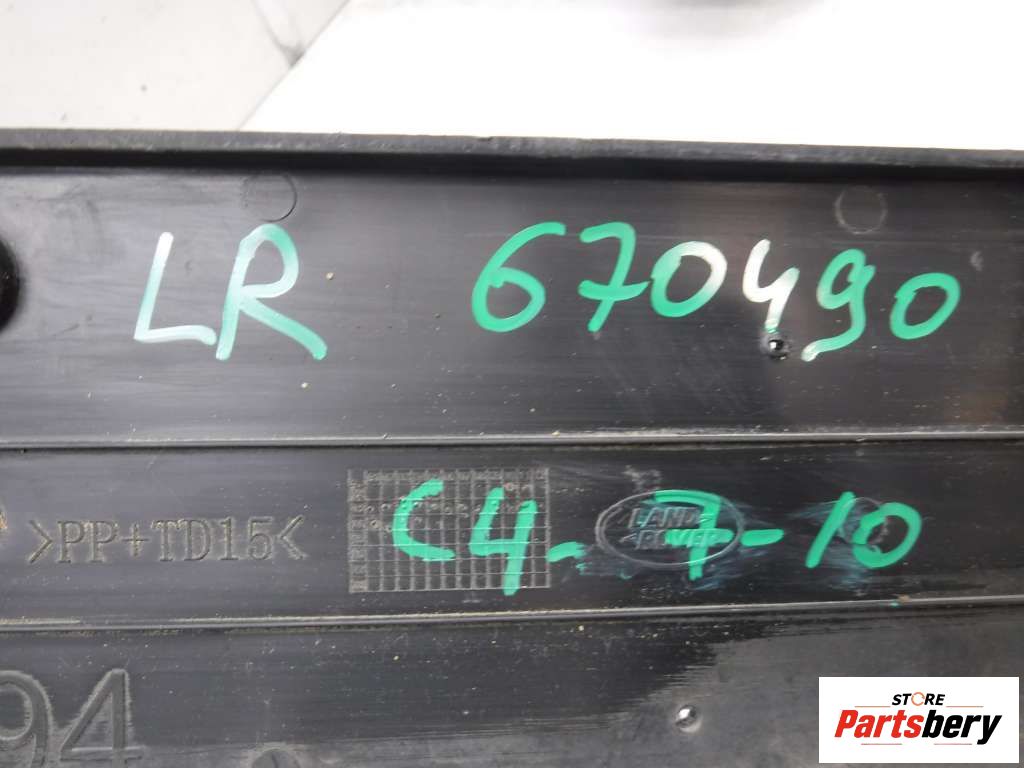 LR 670490
>PP+TD15<
C4-7-10
LAND
ROVER
94
STORE
Partsbery